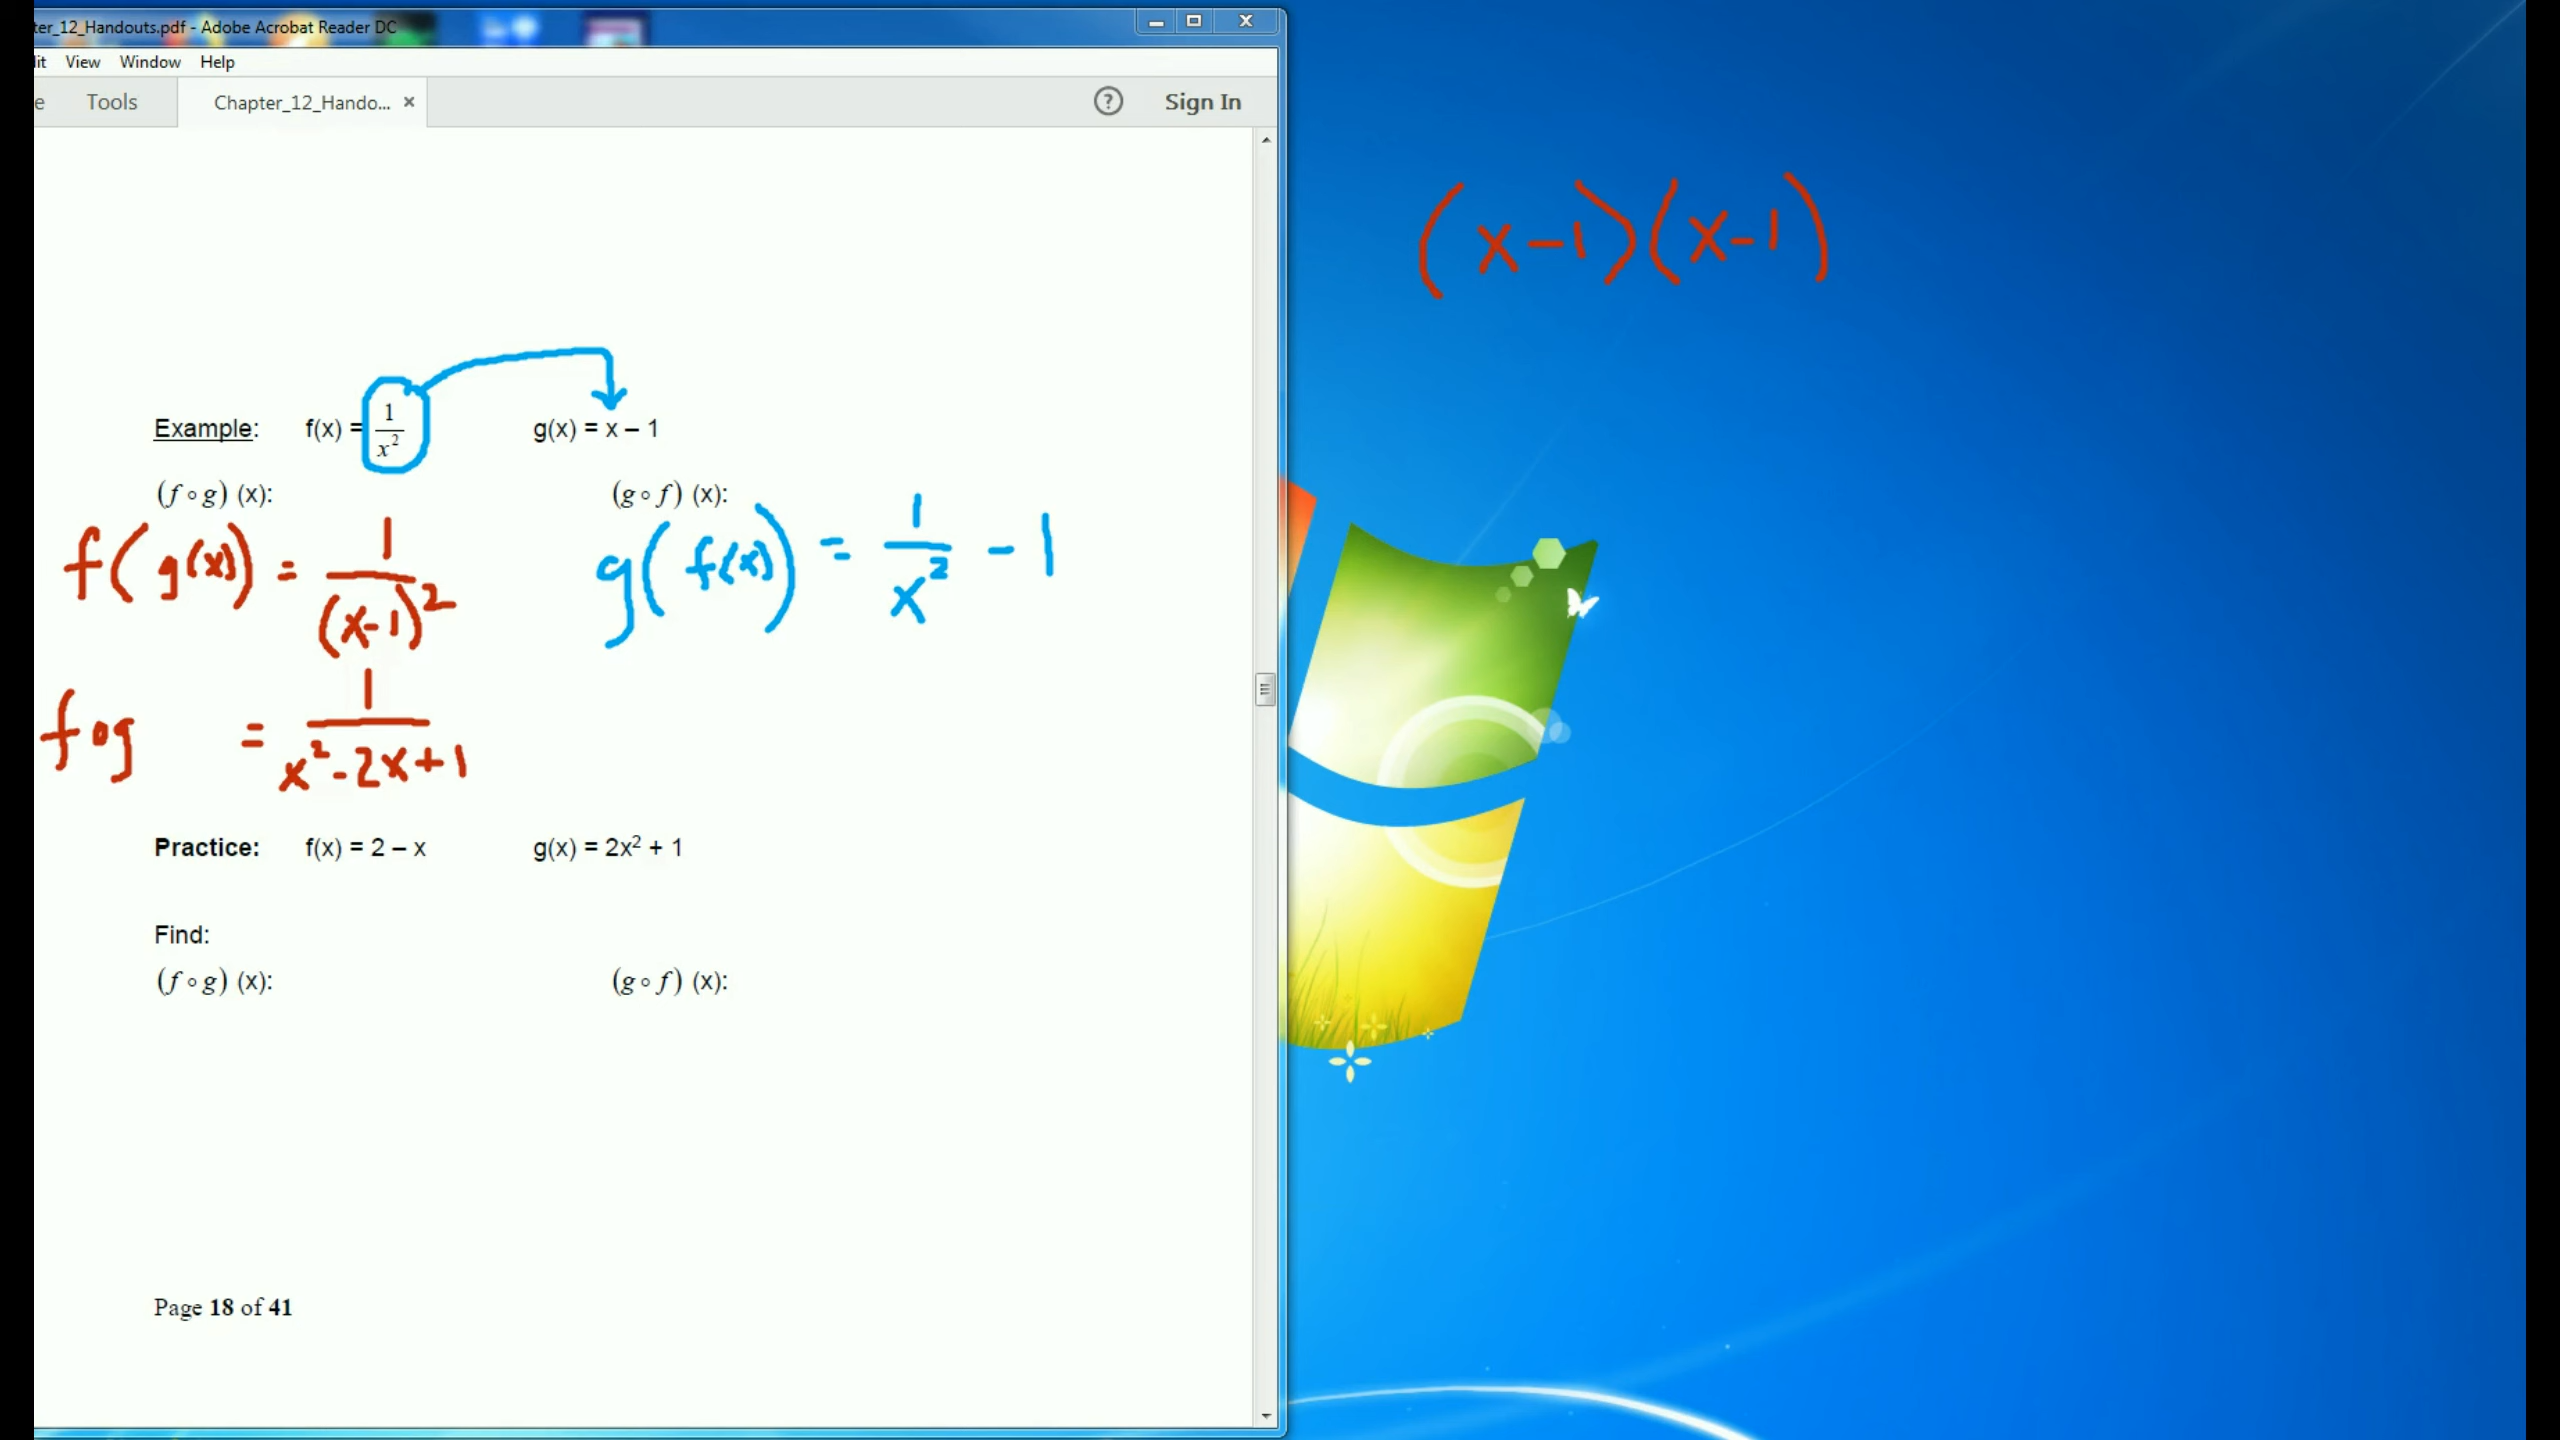 ter_12_Handouts.pdf - Adobe Acrobat Reader DC
lit View Window Help
e Tools Chapter_12_Hando... × ? Sign In
(x-1)(x-1)
Example: f(x) = 1/x² g(x) = x – 1
(f∘g) (x): (g∘f) (x):
f(g(x)) = 1/(x-1)² g(f(x)) = 1/x² - 1
fog = 1/x²-2x+1
Practice: f(x) = 2 – x g(x) = 2x² + 1
Find:
(f∘g) (x): (g∘f) (x):
Page 18 of 41